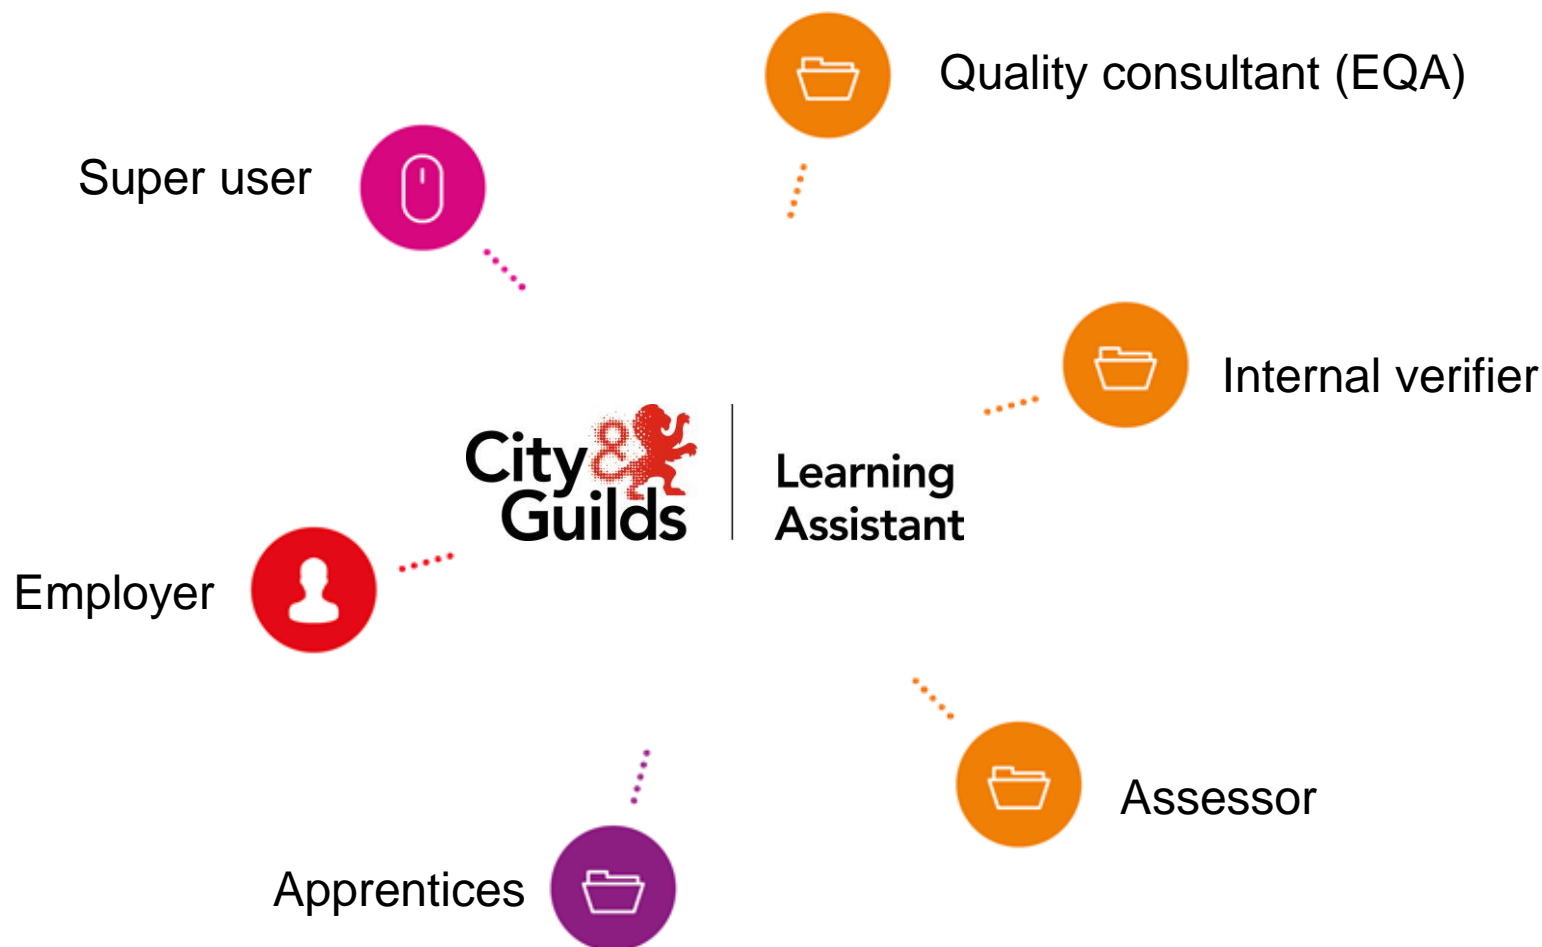 Quality consultant (EQA)
Super user
Internal verifier
City & Guilds
Learning Assistant
Employer
Assessor
Apprentices